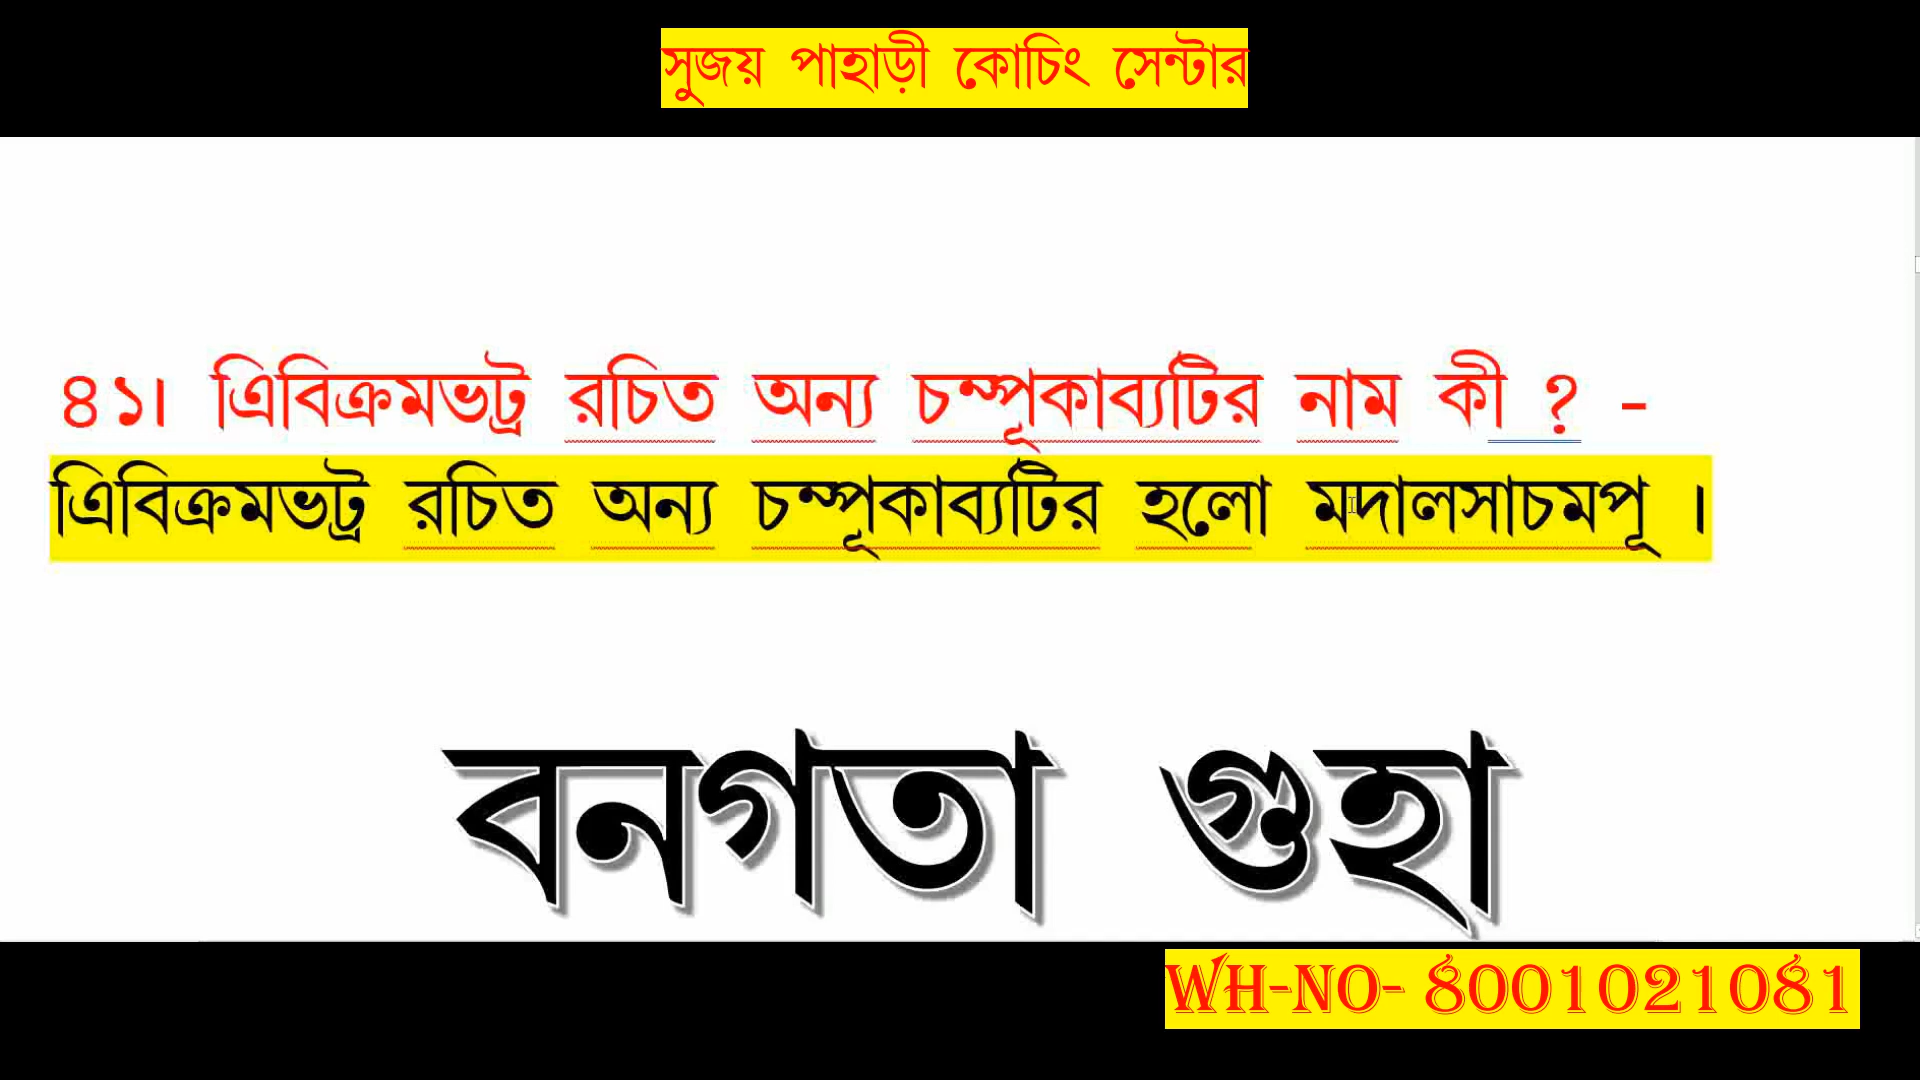 সুজয় পাহাড়ী কোচিং সেন্টার
৪১। ত্রিবিক্রমভট্ট রচিত অন্য চম্পূকাব্যটির নাম কী ? -
ত্রিবিক্রমভট্ট রচিত অন্য চম্পূকাব্যটির হলো মদালসাচমপূ ।
বনগতা গুহা
WH-NO- 8001021081